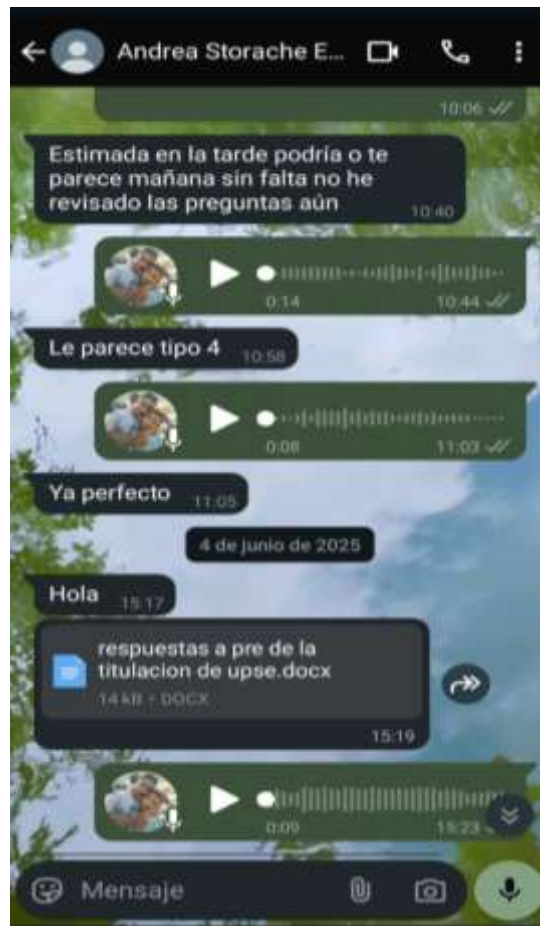 Andrea Storache E...
10:06
Estimada en la tarde podría o te
parece mañana sin falta no he
revisado las preguntas aún
10:40
0:14
10:44
Le parece tipo 4
10:58
0:08
11:03
Ya perfecto
11:05
4 de junio de 2025
Hola
15:17
respuestas a pre de la
titulacion de upse.docx
14 kB • DOCX
15:19
0:09
15:23
Mensaje